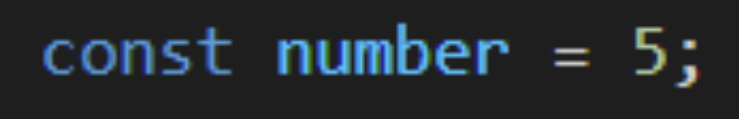 const number = 5;